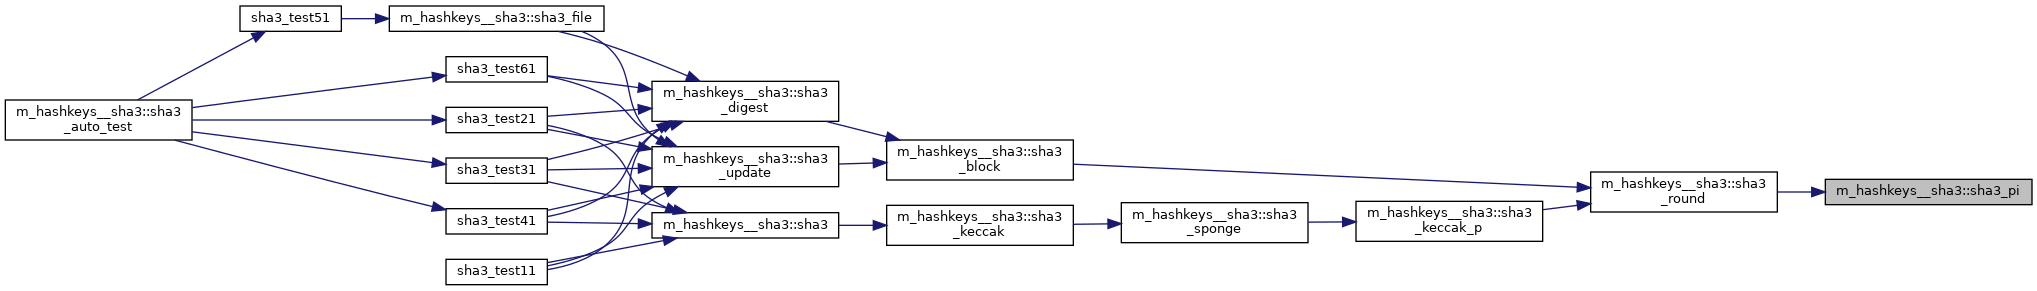 sha3_test51
m_hashkeys__sha3::sha3_file
sha3_test61
m_hashkeys__sha3::sha3
_digest
m_hashkeys__sha3::sha3
_auto_test
sha3_test21
m_hashkeys__sha3::sha3
_block
sha3_test31
m_hashkeys__sha3::sha3
_update
m_hashkeys__sha3::sha3
_round
m_hashkeys__sha3::sha3_pi
sha3_test41
m_hashkeys__sha3::sha3
m_hashkeys__sha3::sha3
_keccak
m_hashkeys__sha3::sha3
_sponge
m_hashkeys__sha3::sha3
_keccak_p
sha3_test11